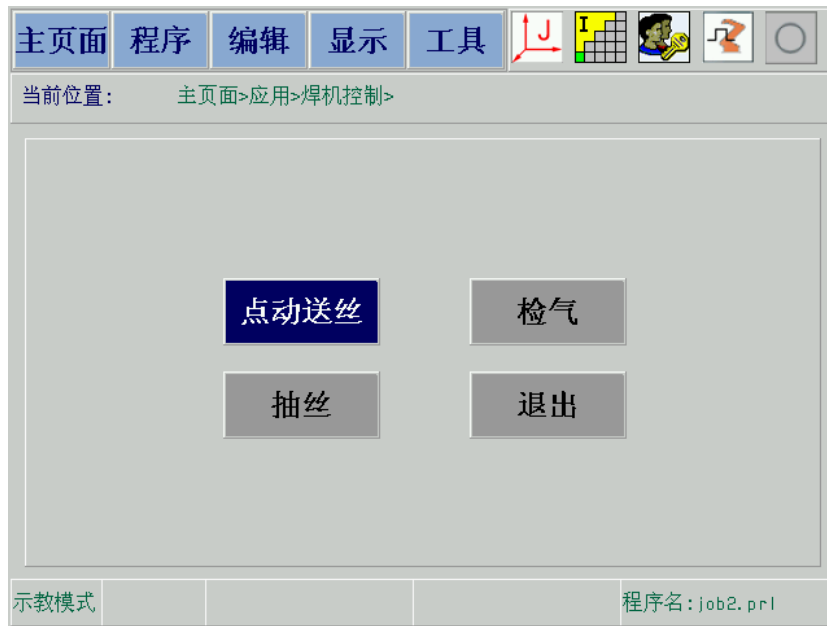 主页面 程序 编辑 显示 工具 J I
当前位置: 主页面>应用>焊机控制>
点动送丝 检气
抽丝 退出
示教模式 程序名:job2.prl